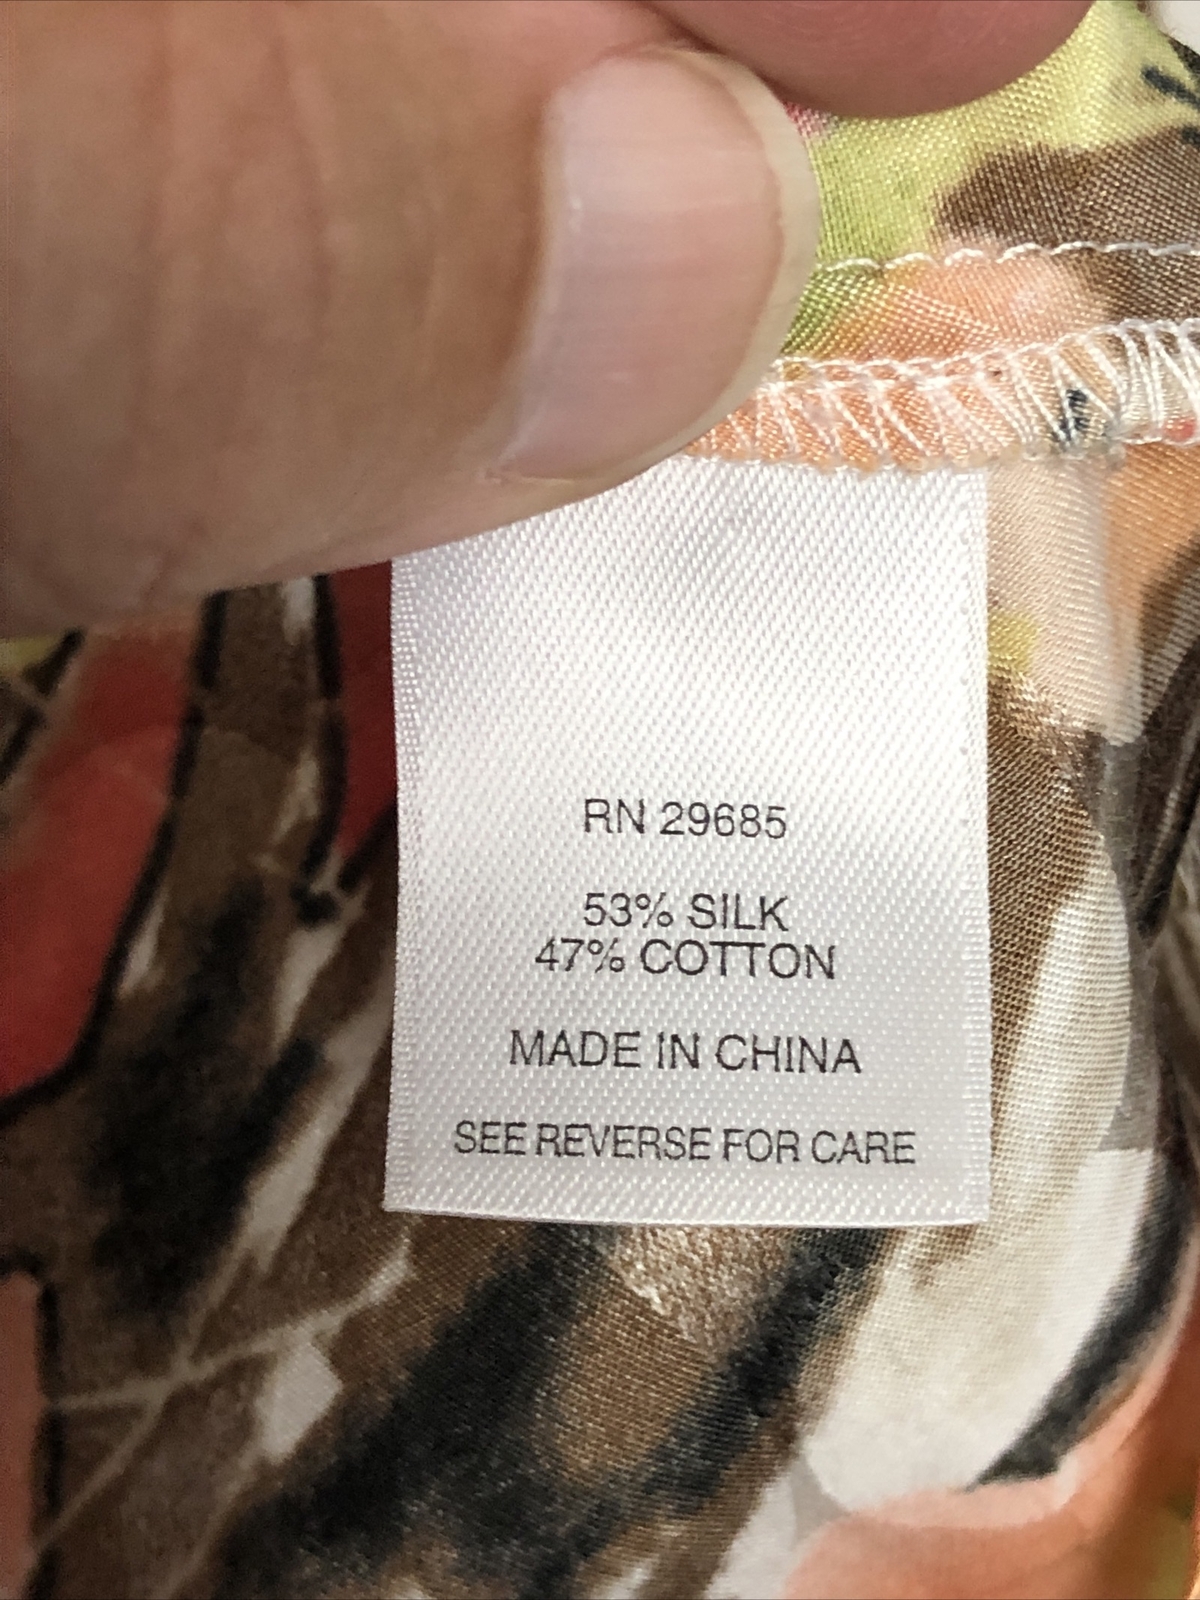 RN 29685
53% SILK
47% COTTON
MADE IN CHINA
SEE REVERSE FOR CARE